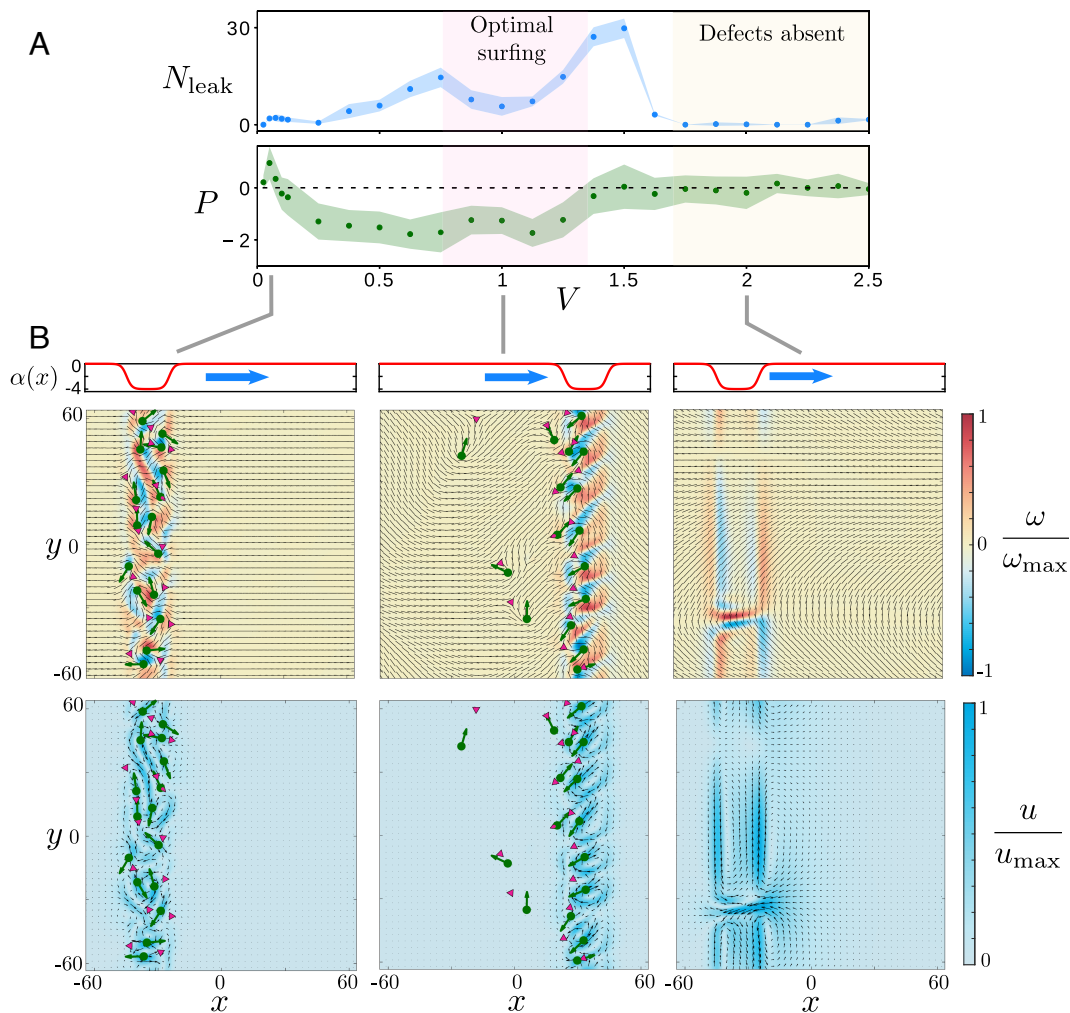 A
N_leak
30
0
Optimal
surfing
Defects absent
P
0
−2
0 0.5 1 1.5 2 2.5
V
B
α(x)
0
-4
60
y 0
-60
1
0
-1
ω
ω_max
y 0
60
-60
1
0
u
u_max
-60 0 60
x
-60 0 60
x
-60 0 60
x